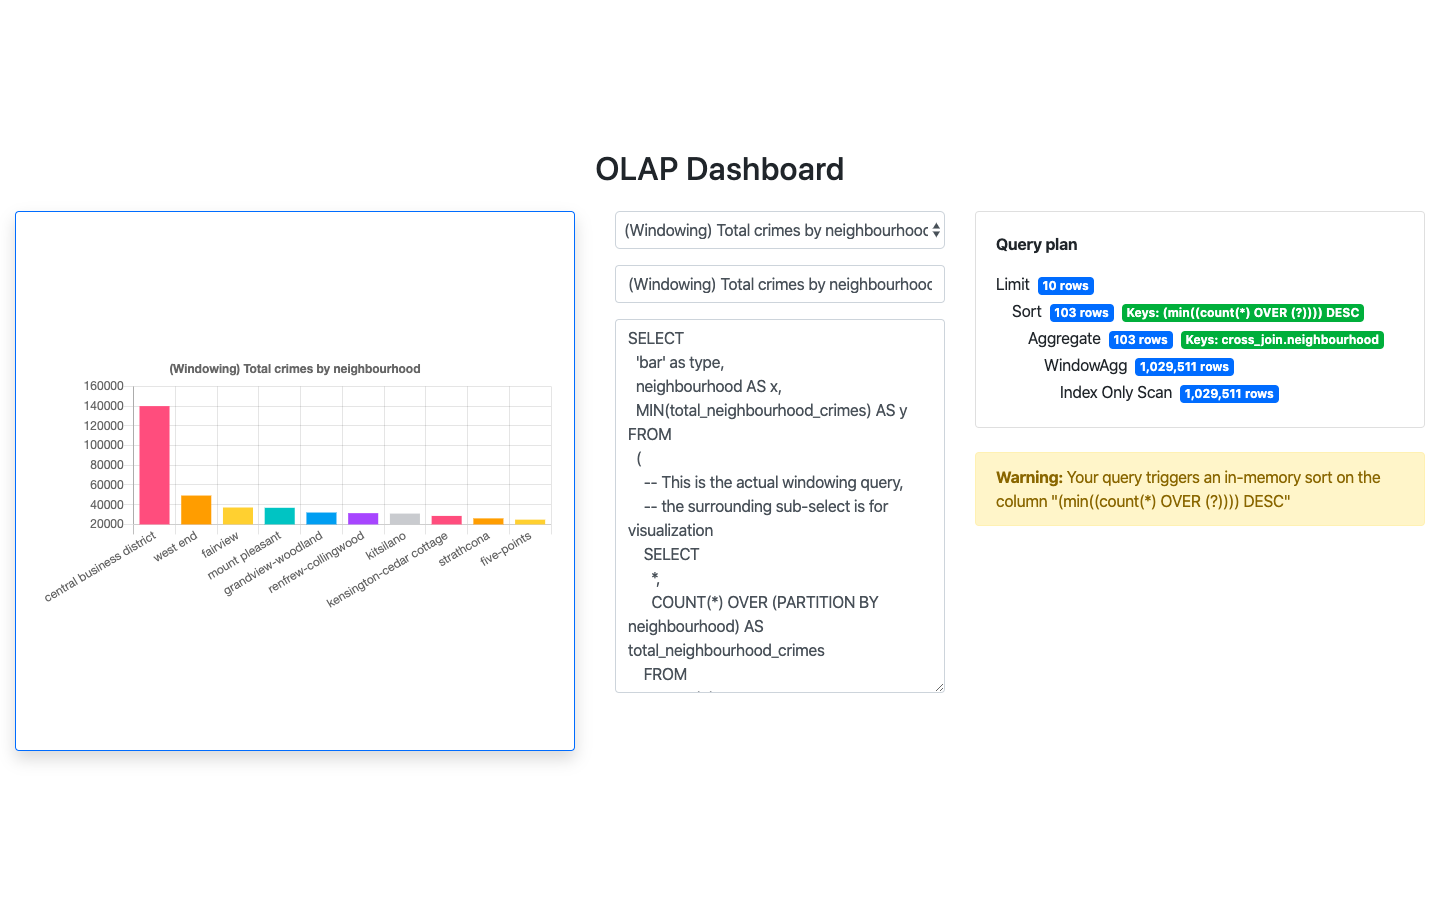 OLAP Dashboard
(Windowing) Total crimes by neighbourhood
160000
140000
120000
100000
80000
60000
40000
20000
central business district
west end
fairview
mount pleasant
grandview-woodland
renfrew-collingwood
kitsilano
kensington-cedar cottage
strathcona
five-points
(Windowing) Total crimes by neighbourhood
(Windowing) Total crimes by neighbourhood
SELECT
'bar' as type,
neighbourhood AS x,
MIN(total_neighbourhood_crimes) AS y
FROM
(
-- This is the actual windowing query,
-- the surrounding sub-select is for
visualization
SELECT
*,
COUNT(*) OVER (PARTITION BY
neighbourhood) AS
total_neighbourhood_crimes
FROM
Query plan
Limit 10 rows
Sort 103 rows Keys: (min((count(*) OVER (?)))) DESC
Aggregate 103 rows Keys: cross_join.neighbourhood
WindowAgg 1,029,511 rows
Index Only Scan 1,029,511 rows
Warning: Your query triggers an in-memory sort on the
column "(min((count(*) OVER (?)))) DESC"